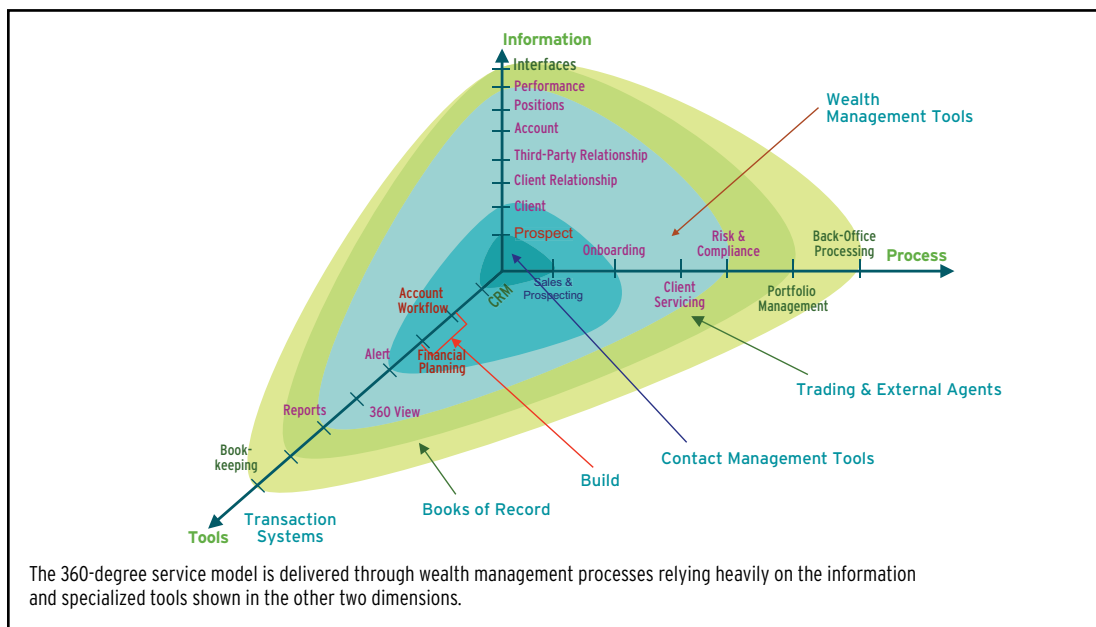 Information
Interfaces
Performance
Positions
Account
Third-Party Relationship
Client Relationship
Client
Prospect
Wealth
Management Tools
Onboarding
Risk &
Compliance
Back-Office
Processing
Process
Sales &
Prospecting
Client
Servicing
Portfolio
Management
CRM
Account
Workflow
Financial
Planning
Alert
360 View
Reports
Book-
keeping
Tools
Transaction
Systems
Books of Record
Build
Contact Management Tools
Trading & External Agents
The 360-degree service model is delivered through wealth management processes relying heavily on the information
and specialized tools shown in the other two dimensions.